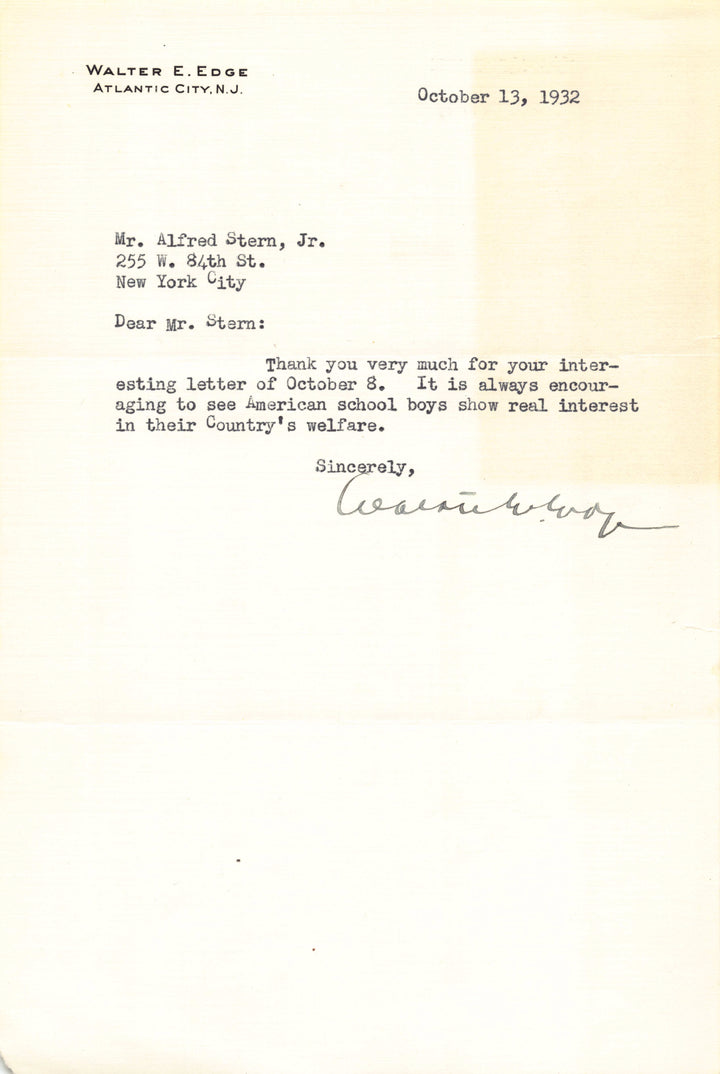 WALTER E. EDGE
ATLANTIC CITY, N.J.
October 13, 1932
Mr. Alfred Stern, Jr.
255 W. 84th St.
New York City
Dear Mr. Stern:
Thank you very much for your inter-
esting letter of October 8. It is always encour-
aging to see American school boys show real interest
in their Country's welfare.
Sincerely,
Walter E. Edge